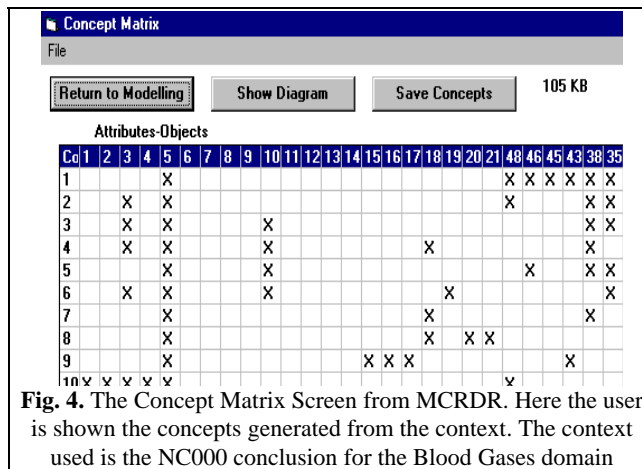 Concept Matrix
File
Return to Modelling Show Diagram Save Concepts 105 KB
Attributes-Objects
Co 1 2 3 4 5 6 7 8 9 10 11 12 13 14 15 16 17 18 19 20 21 48 46 45 43 38 35
1 X X X X X X X
2 X X X X X
3 X X X X X
4 X X X X X
5 X X X X X
6 X X X X X
7 X X X
8 X X X X
9 X X X X X
10 X X X X X X
Fig. 4. The Concept Matrix Screen from MCRDR. Here the user
is shown the concepts generated from the context. The context
used is the NC000 conclusion for the Blood Gases domain